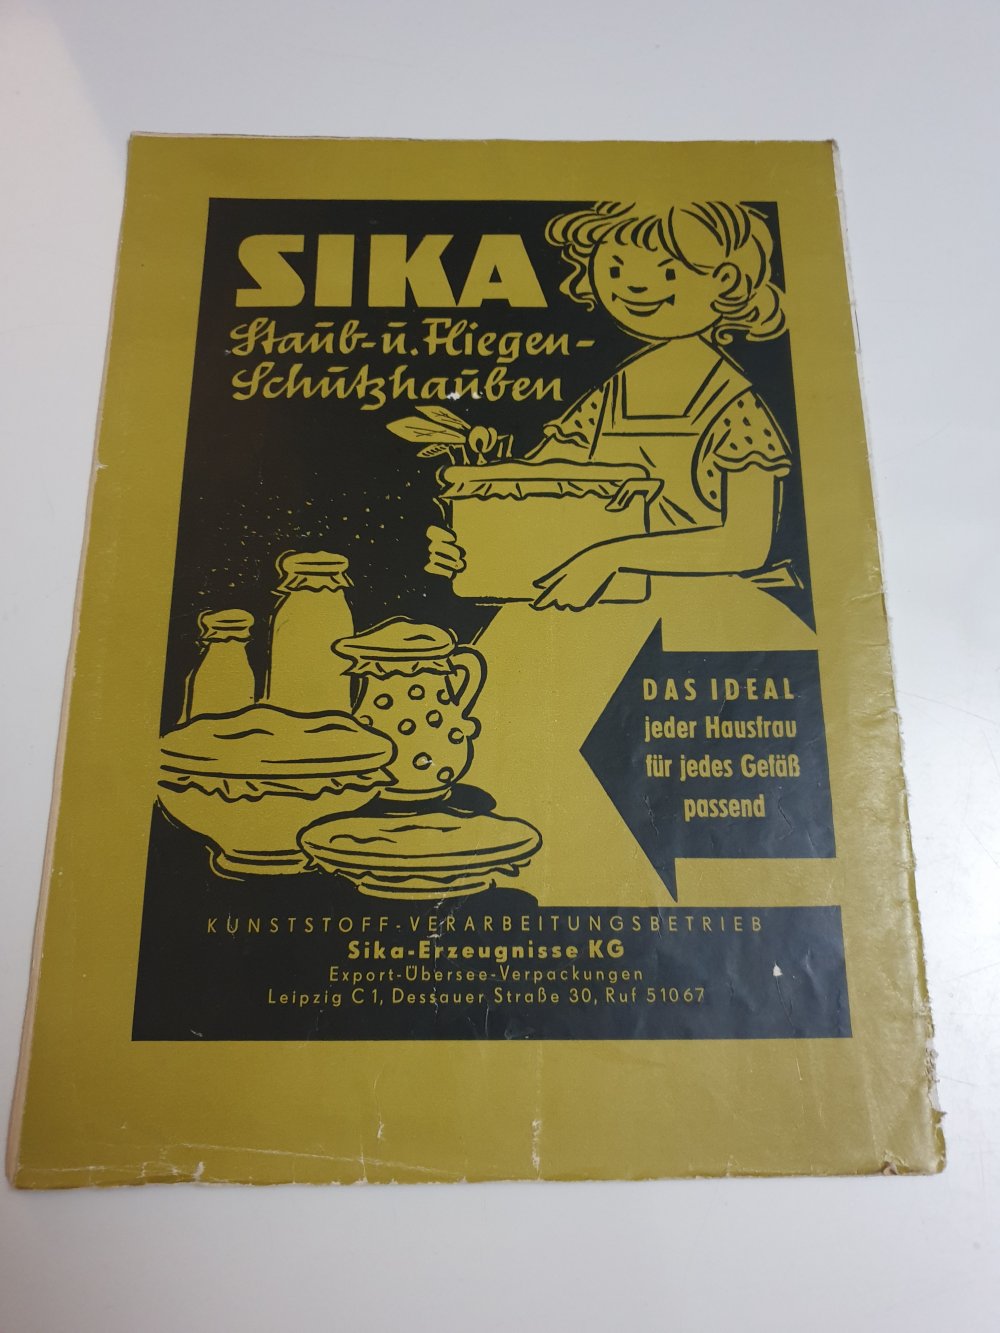 SIKA
Staub- u. Fliegen-
Schutzhauben
DAS IDEAL
jeder Hausfrau
für jedes Gefäß
passend
KUNSTSTOFF-VERARBEITUNGSBETRIEB
Sika-Erzeugnisse KG
Export-Übersee-Verpackungen
Leipzig C 1, Dessauer Straße 30, Ruf 51067